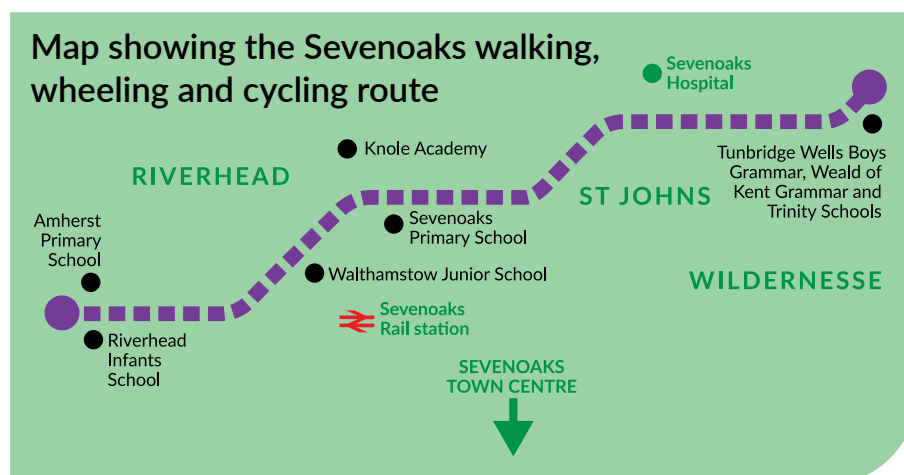 Map showing the Sevenoaks walking,
wheeling and cycling route
Sevenoaks
Hospital
Knole Academy
RIVERHEAD
Tunbridge Wells Boys
Grammar, Weald of
Kent Grammar and
Trinity Schools
ST JOHNS
Amherst
Primary
School
Sevenoaks
Primary School
Walthamstow Junior School
WILDERNESSE
Sevenoaks
Rail station
Riverhead
Infants
School
SEVENOAKS
TOWN CENTRE